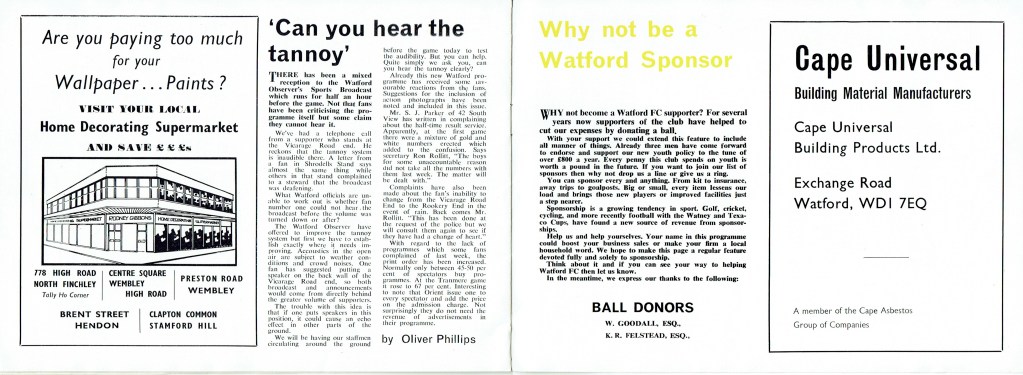 Are you paying too much
for your
Wallpaper...Paints?
VISIT YOUR LOCAL
Home Decorating Supermarket
AND SAVE £ £ £s
RODNEY GIBBONS
778 HIGH ROAD
NORTH FINCHLEY
Tally Ho Corner
CENTRE SQUARE
WEMBLEY
HIGH ROAD
PRESTON ROAD
WEMBLEY
BRENT STREET
HENDON
CLAPTON COMMON
STAMFORD HILL
'Can you hear the
tannoy'
THERE has been a mixed
reception to the Watford
Observer's Sports Broadcast
which runs for half an hour
before the game. Not that fans
have been criticising the pro-
gramme itself but some claim
they cannot hear it.
We've had a telephone call
from a supporter who stands at
the Vicarage Road end. He
reckons that the tannoy system
is inaudible there. A letter from
a fan in Shrodells Stand says
almost the same thing while
others in that stand complained
to a steward that the broadcast
was deafening.
What Watford officials are un-
able to work out is whether fan
number one could not hear the
broadcast before the volume was
turned down or after?
The Watford Observer have
offered to improve the tannoy
system but first we have to estab-
lish exactly where it needs im-
proving. Accoustics in the open
air are subject to weather con-
ditions and crowd noises. One
fan has suggested putting a
speaker on the back wall of the
Vicarage Road end, so both
broadcast and announcements
would come from directly behind
the greater volume of supporters.
The trouble with this idea is
that if one puts speakers in this
position, it could cause an echo
effect in other parts of the
ground.
We will be having our staffmen
circulating around the ground
before the game today to test
the audibility. But you can help.
Quite simply we ask you, can
you hear the tannoy clearly?
Already this new Watford pro-
gramme has received some fav-
ourable reactions from the fans.
Suggestions for the inclusion of
action photographs have been
noted and included in this issue.
Mr. S. J. Parker of 42 South
View has written in complaining
about the half-time result service.
Apparently, at the first game
there were a mixture of gold and
white numbers erected which
added to the confusion. Says
secretary Ron Rollitt, "The boys
for some unaccountable reason
did not take all the numbers with
them last week. The matter will
be dealt with."
Complaints have also been
made about the fan's inability to
change from the Vicarage Road
End to the Rookery End in the
event of rain. Back comes Mr.
Rollitt, "This has been done at
the request of the police but we
will consult them again to see if
they have had a change of heart."
With regard to the lack of
programmes which some fans
complained of last week, the
print order has been increased.
Normally only between 45-50 per
cent of spectators buy pro-
grammes. At the Tranmere game
it rose to 67 per cent. Interesting
to note that Orient issue one to
every spectator and add the price
on the admission charge. Not
surprisingly they do not need the
revenue of advertisements in
their programme.
by Oliver Phillips
Why not be a
Watford Sponsor
WHY not become a Watford FC supporter? For several
years now supporters of the club have helped to
cut our expenses by donating a ball,
With your support we could extend this feature to include
all manner of things. Already three men have come forward
to endorse and support our new youth policy to the tune of
over £800 a year. Every penny this club spends on youth is
worth a pound in the future. If you want to join our list of
sponsors then why not drop us a line or give us a ring.
You can sponsor every and anything. From kit to insurance,
away trips to goalposts. Big or small, every item lessens our
load and brings those new players or improved facilities just
a step nearer.
Sponsorship is a growing tendency in sport. Golf, cricket,
cycling, and more recently football with the Watney and Texa-
co Cups, have found a new source of revenue from sponsor-
ships.
Help us and help yourselves. Your name in this programme
could boost your business sales or make your firm a local
household word. We hope to make this page a regular feature
devoted fully and solely to sponsorship.
Think about it and if you can see your way to helping
Watford FC then let us know.
In the meantime, we express our thanks to the following:
BALL DONORS
W. GOODALL, ESQ.,
K. R. FELSTEAD, ESQ.,
Cape Universal
Building Material Manufacturers
Cape Universal
Building Products Ltd.
Exchange Road
Watford, WD1 7EQ
A member of the Cape Asbestos
Group of Companies